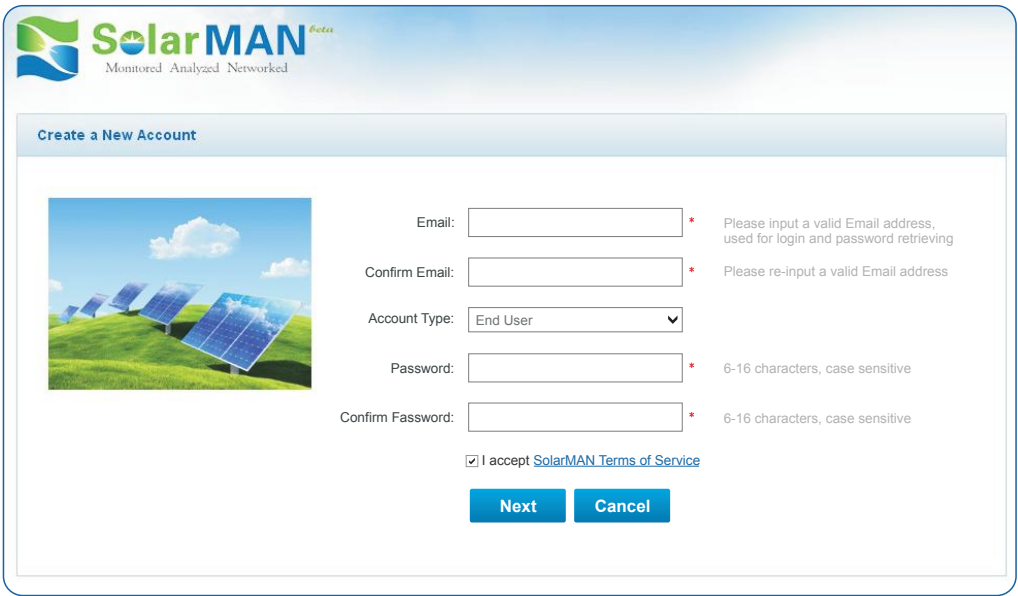 SolarMAN beta
Monitored Analyzed Networked
Create a New Account
Email: * Please input a valid Email address,
used for login and password retrieving
Confirm Email: * Please re-input a valid Email address
Account Type: End User
Password: * 6-16 characters, case sensitive
Confirm Fassword: * 6-16 characters, case sensitive
I accept SolarMAN Terms of Service
Next Cancel